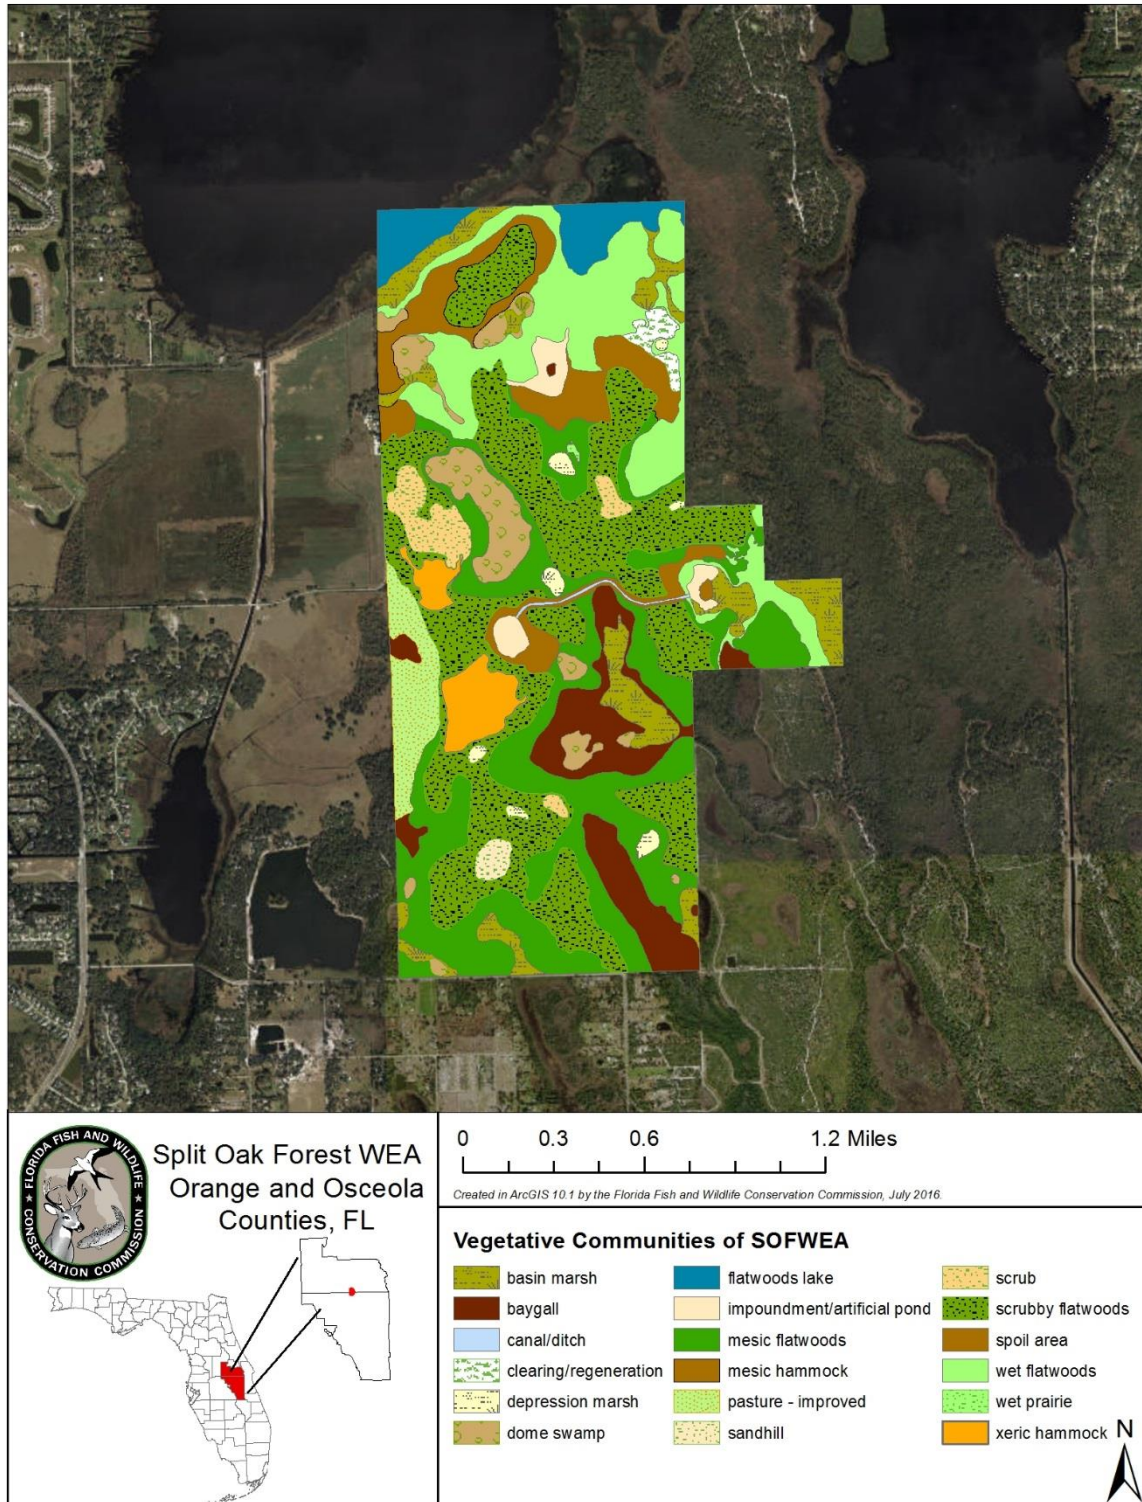 FLORIDA FISH AND WILDLIFE
CONSERVATION COMMISSION
Split Oak Forest WEA
Orange and Osceola
Counties, FL
0 0.3 0.6 1.2 Miles
Created in ArcGIS 10.1 by the Florida Fish and Wildlife Conservation Commission, July 2016.
Vegetative Communities of SOFWEA
basin marsh
baygall
canal/ditch
clearing/regeneration
depression marsh
dome swamp
flatwoods lake
impoundment/artificial pond
mesic flatwoods
mesic hammock
pasture - improved
sandhill
scrub
scrubby flatwoods
spoil area
wet flatwoods
wet prairie
xeric hammock
N